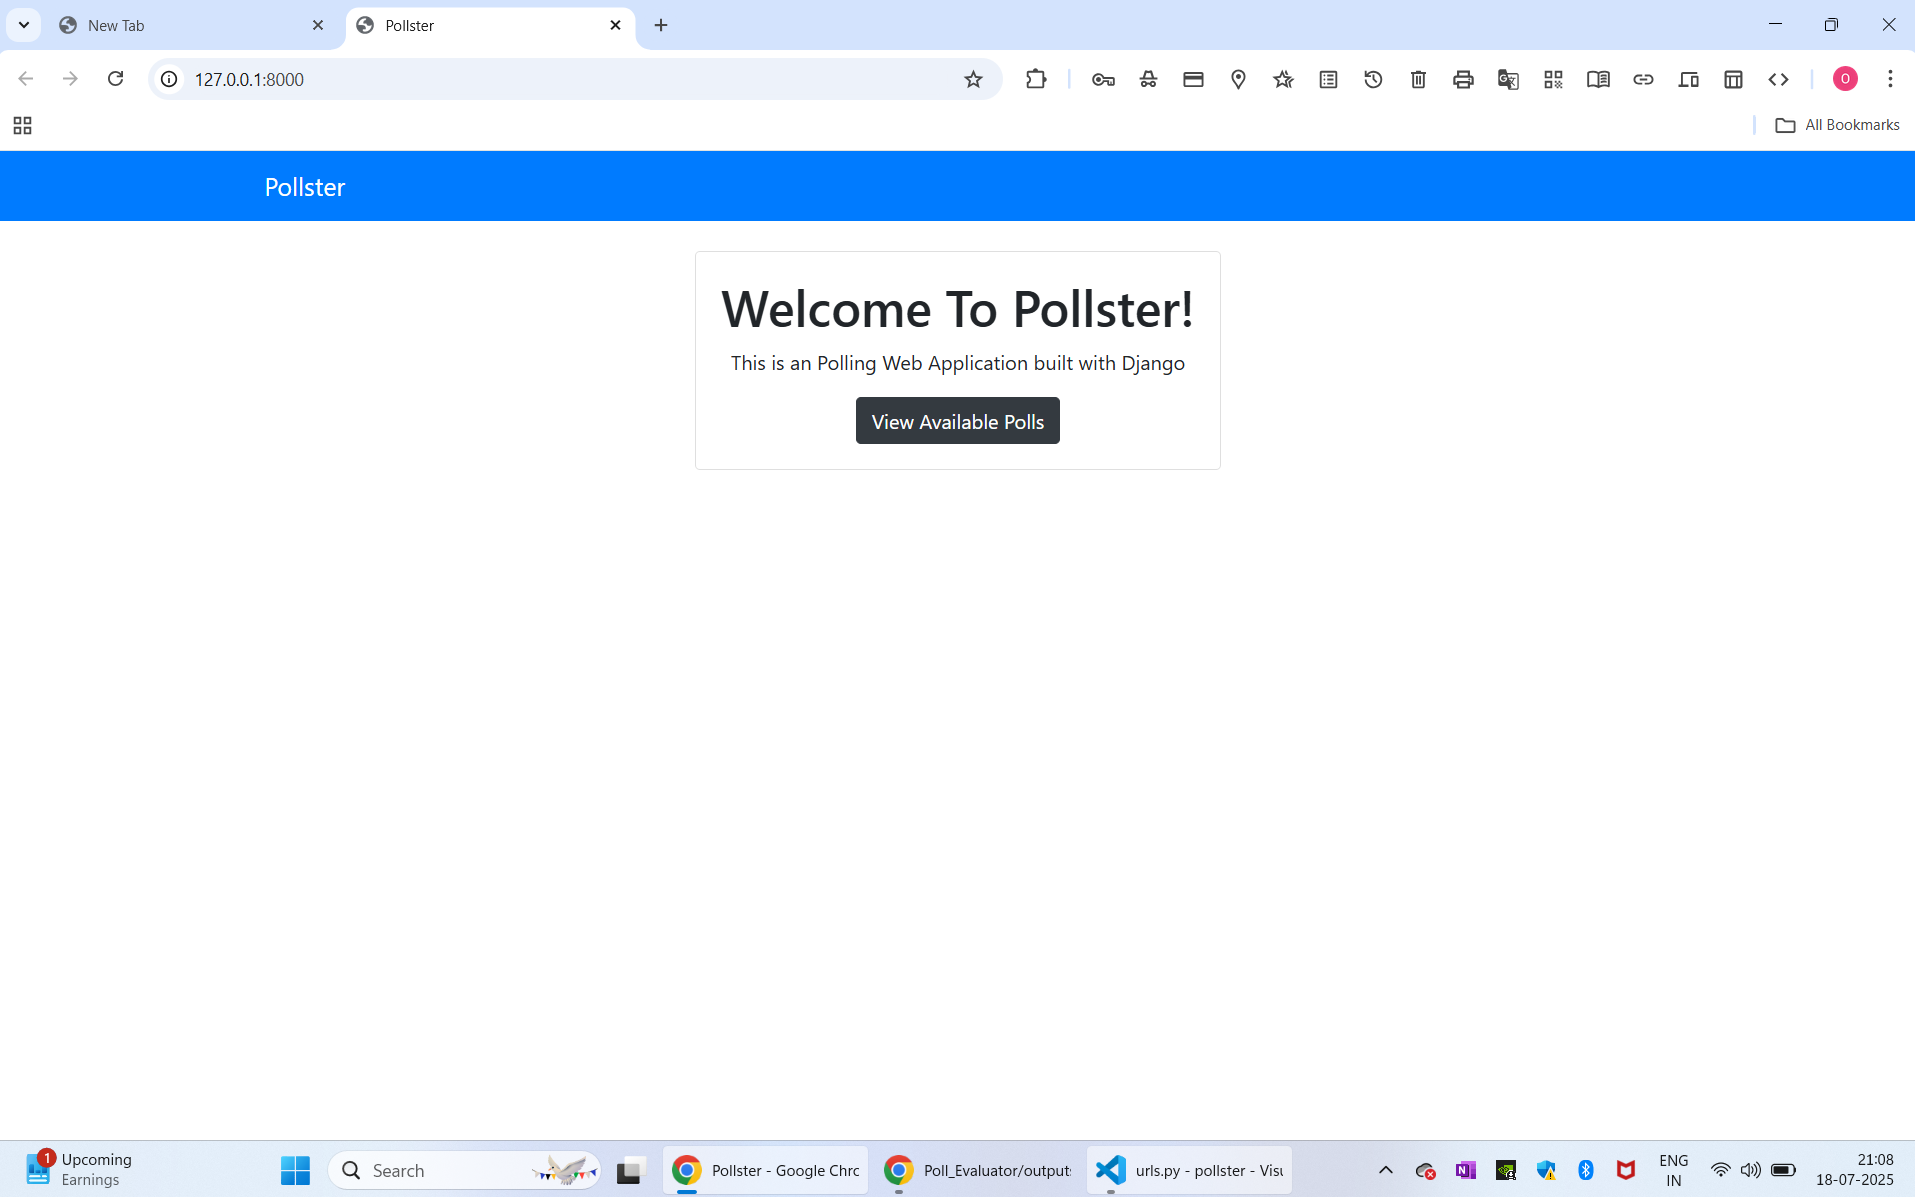 New Tab
Pollster
127.0.0.1:8000
O
All Bookmarks
Pollster
Welcome To Pollster!
This is an Polling Web Application built with Django
View Available Polls
1
Upcoming
Earnings
Search
Pollster - Google Chrc
Poll_Evaluator/output:
urls.py - pollster - Visu
ENG
IN
21:08
18-07-2025